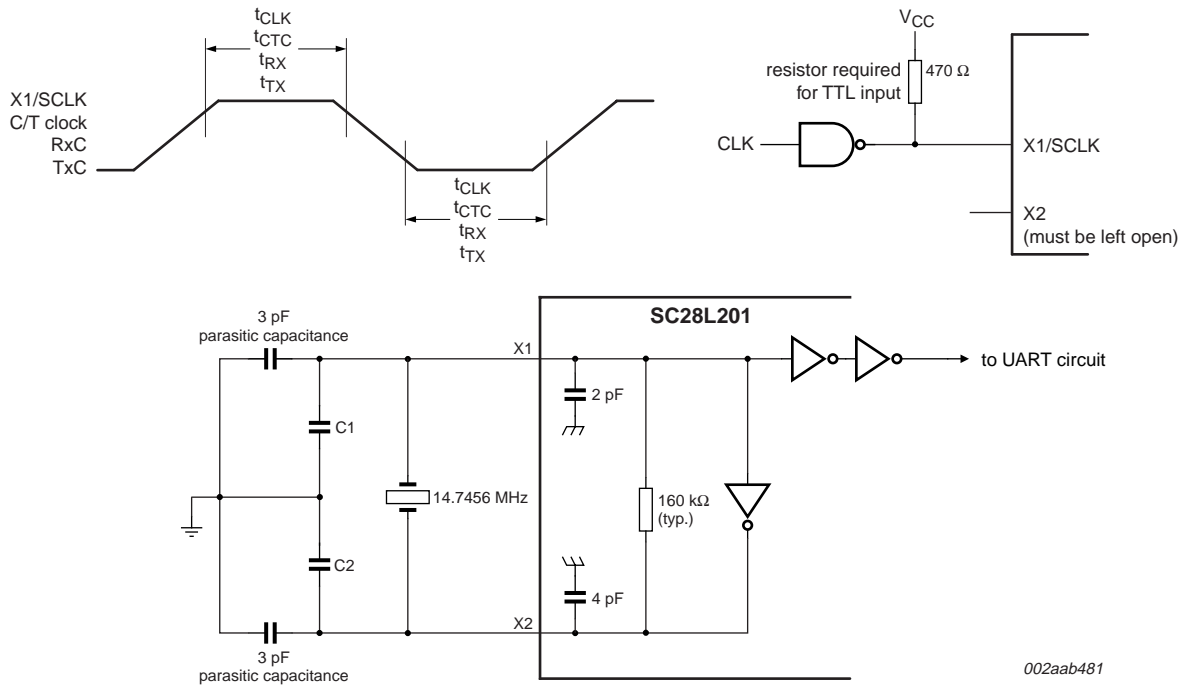 tCLK
tCTC
tRX
tTX
X1/SCLK
C/T clock
RxC
TxC
tCLK
tCTC
tRX
tTX
VCC
resistor required
for TTL input
470 Ω
CLK
X1/SCLK
X2
(must be left open)
SC28L201
3 pF
parasitic capacitance
X1
to UART circuit
2 pF
C1
14.7456 MHz
160 kΩ
(typ.)
C2
4 pF
X2
3 pF
parasitic capacitance
002aab481